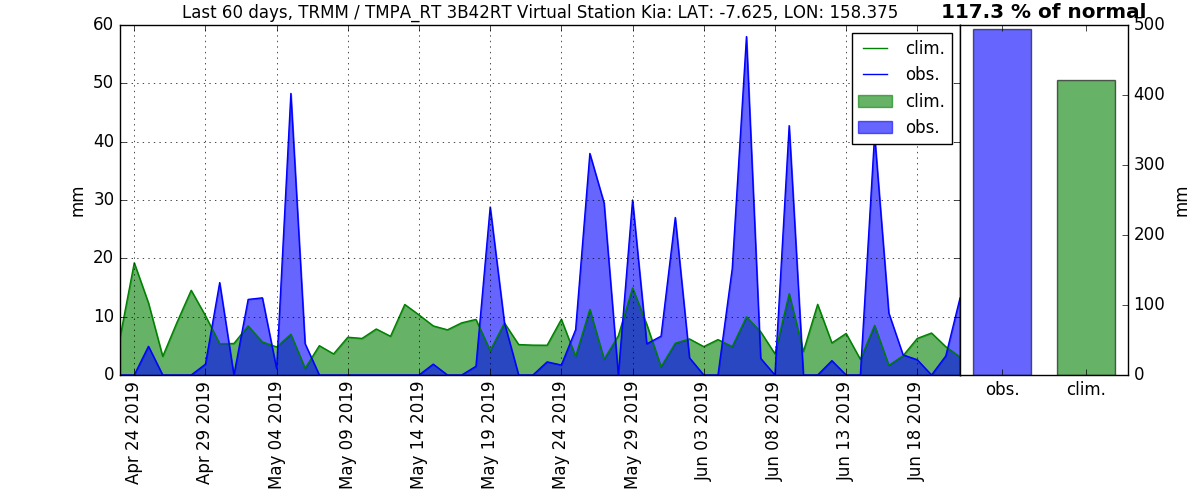 Last 60 days, TRMM / TMPA_RT 3B42RT Virtual Station Kia: LAT: -7.625, LON: 158.375
117.3 % of normal
60
50
40
30
20
10
0
mm
clim.
obs.
clim.
obs.
Apr 24 2019
Apr 29 2019
May 04 2019
May 09 2019
May 14 2019
May 19 2019
May 24 2019
May 29 2019
Jun 03 2019
Jun 08 2019
Jun 13 2019
Jun 18 2019
500
400
300
200
100
0
mm
obs.
clim.